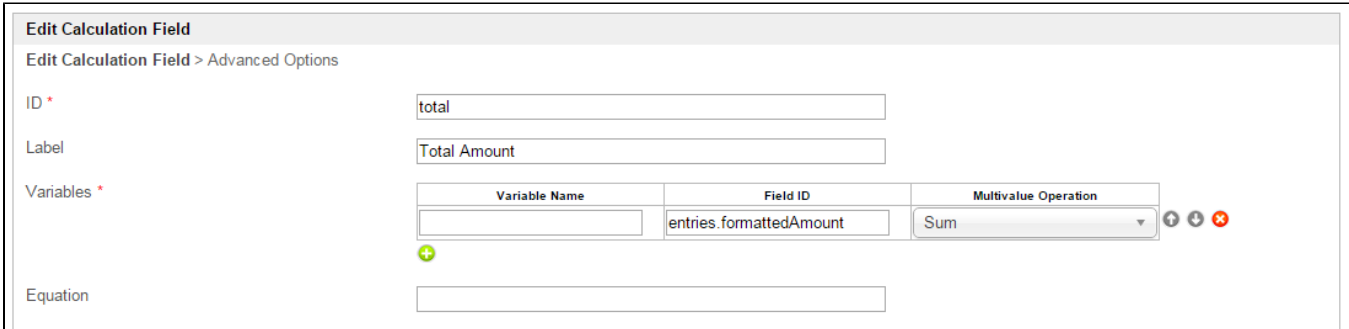 Edit Calculation Field
Edit Calculation Field > Advanced Options
ID *
total
Label
Total Amount
Variables *
Variable Name Field ID Multivalue Operation
entries.formattedAmount Sum
Equation